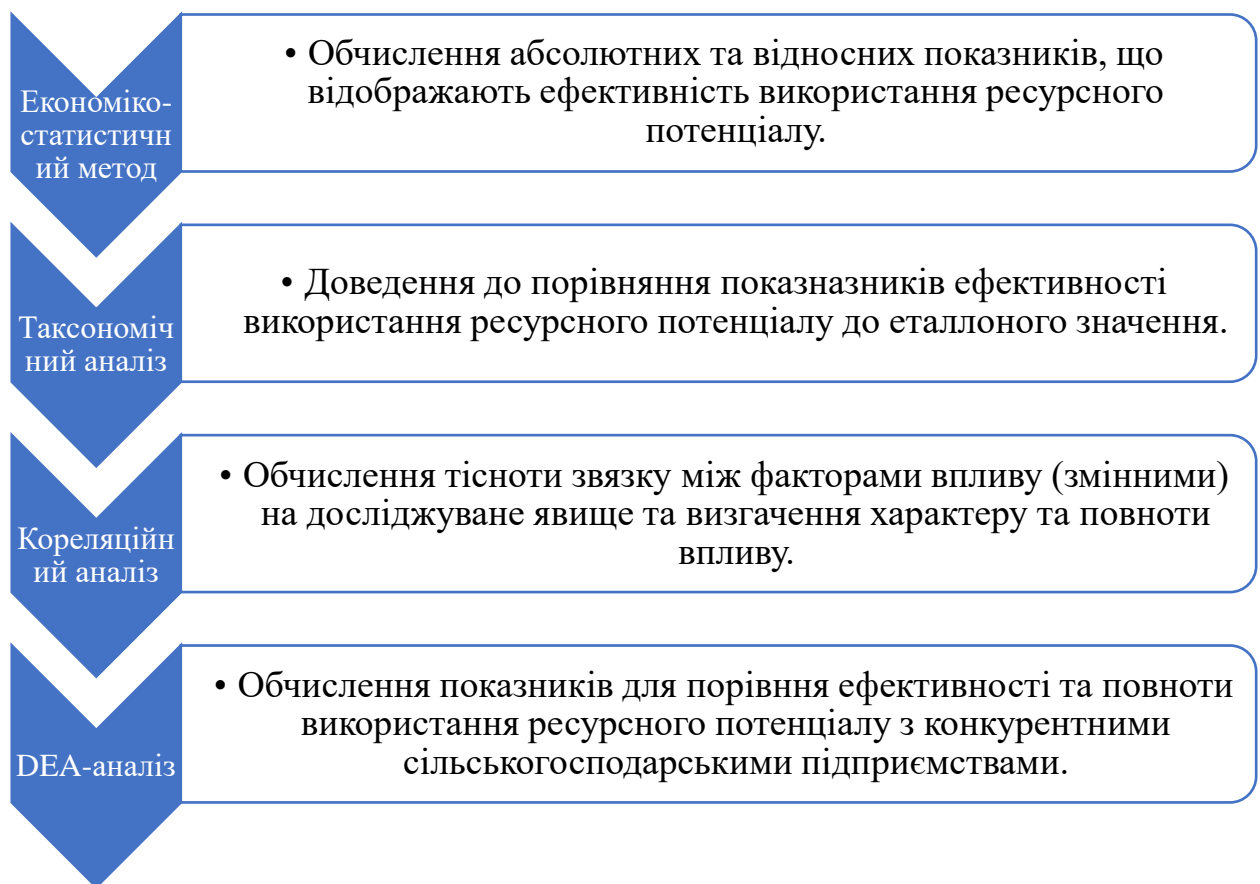 Економіко-
статистичн
ий метод
• Обчислення абсолютних та відносних показників, що
відображають ефективність використання ресурсного
потенціалу.
Таксономіч
ний аналіз
• Доведення до порівняння показназників ефективності
використання ресурсного потенціалу до еталлоного значення.
Кореляційн
ий аналіз
• Обчислення тісноти звязку між факторами впливу (змінними)
на досліджуване явище та визгачення характеру та повноти
впливу.
DEA-аналіз
• Обчислення показників для порівння ефективності та повноти
використання ресурсного потенціалу з конкурентними
сільськогосподарськими підприємствами.